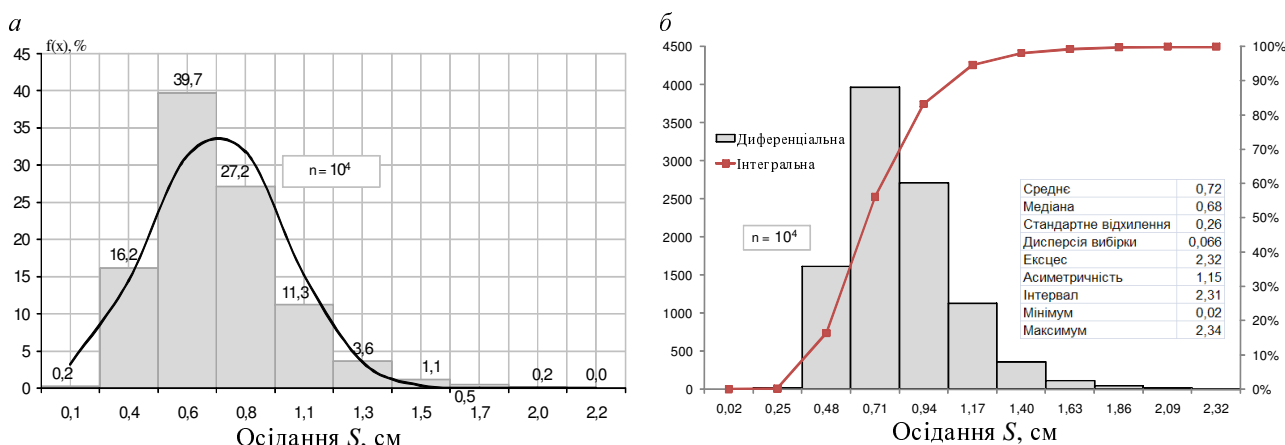 а
f(x), %
45
40
35
30
25
20
15
10
5
0
0,2
16,2
39,7
27,2
11,3
3,6
1,1
0,5
0,2
0,0
n = 10⁴
0,1 0,4 0,6 0,8 1,1 1,3 1,5 1,7 2,0 2,2
Осідання S, см
б
4500
4000
3500
3000
2500
2000
1500
1000
500
0
Диференціальна
Інтегральна
n = 10⁴
Среднє 0,72
Медіана 0,68
Стандартне відхилення 0,26
Дисперсія вибірки 0,066
Ексцес 2,32
Асиметричність 1,15
Інтервал 2,31
Мінімум 0,02
Максимум 2,34
100%
90%
80%
70%
60%
50%
40%
30%
20%
10%
0%
0,02 0,25 0,48 0,71 0,94 1,17 1,40 1,63 1,86 2,09 2,32
Осідання S, см